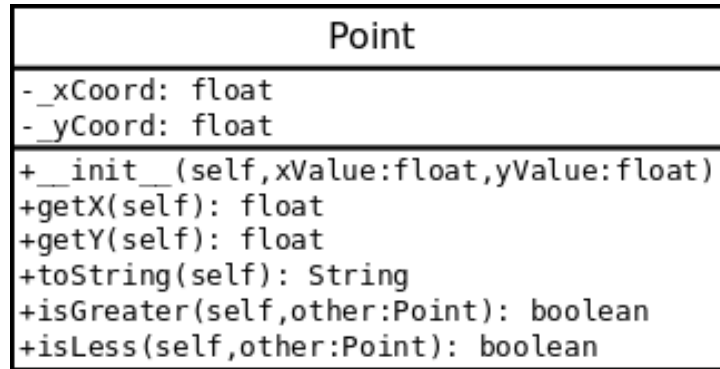 Point
-_xCoord: float
-_yCoord: float
+__init__(self,xValue:float,yValue:float)
+getX(self): float
+getY(self): float
+toString(self): String
+isGreater(self,other:Point): boolean
+isLess(self,other:Point): boolean